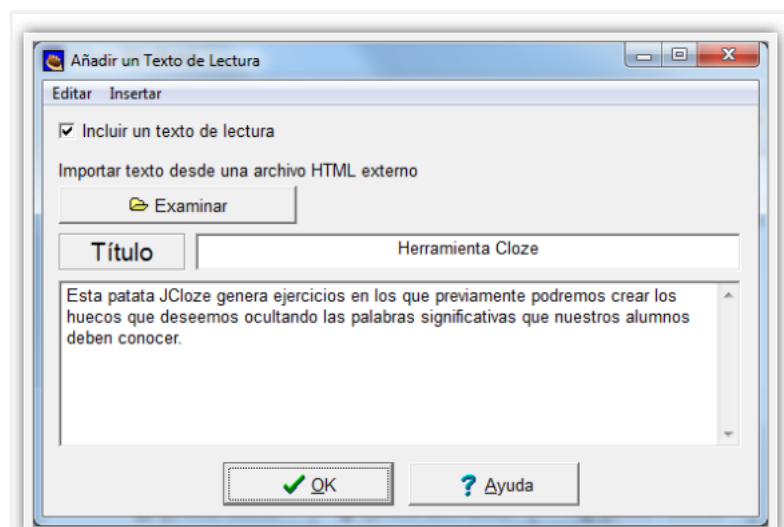 Añadir un Texto de Lectura
Editar Insertar
Incluir un texto de lectura
Importar texto desde una archivo HTML externo
Examinar
Título Herramienta Cloze
Esta patata JCloze genera ejercicios en los que previamente podremos crear los
huecos que deseemos ocultando las palabras significativas que nuestros alumnos
deben conocer.
OK ? Ayuda